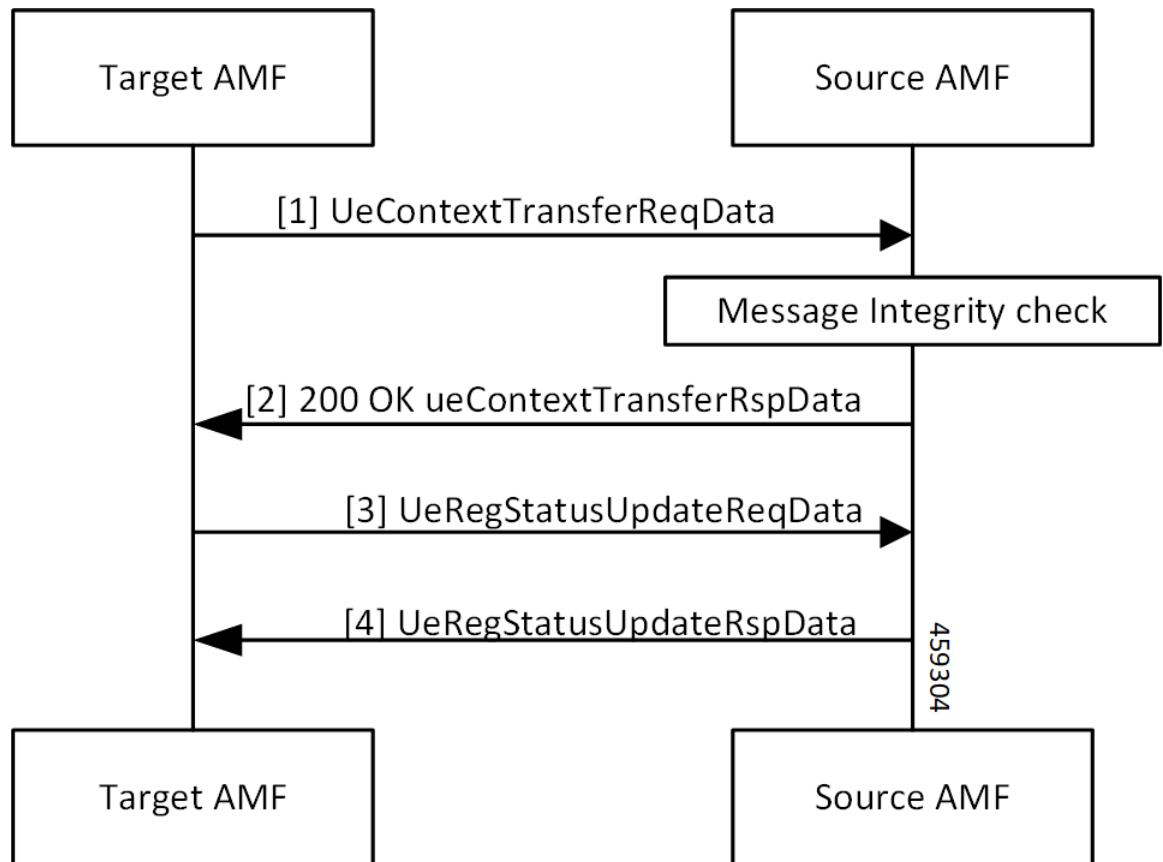 Target AMF
Source AMF
[1] UeContextTransferReqData
Message Integrity check
[2] 200 OK ueContextTransferRspData
[3] UeRegStatusUpdateReqData
[4] UeRegStatusUpdateRspData
459304
Target AMF
Source AMF